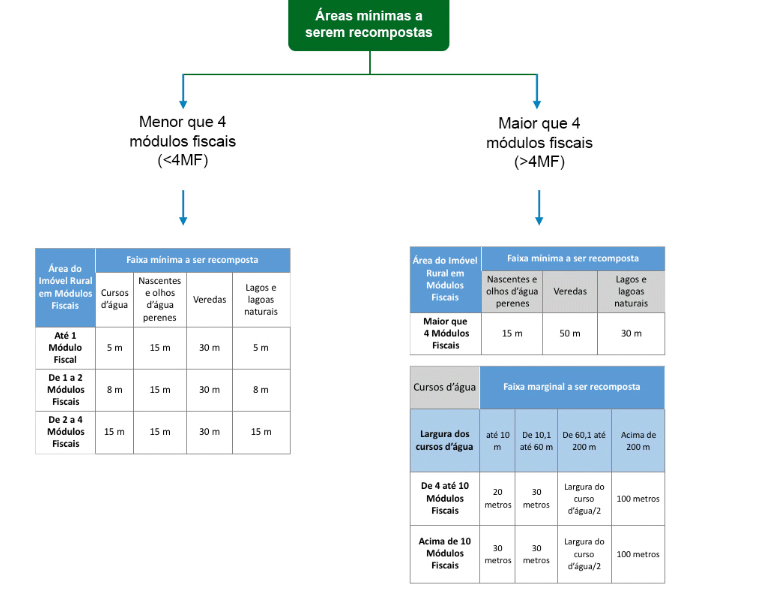 Áreas mínimas a
serem recompostas
Menor que 4
módulos fiscais
(<4MF)
Maior que 4
módulos fiscais
(>4MF)
Área do
Imóvel Rural
em Módulos
Fiscais
Faixa mínima a ser recomposta
Cursos
d'água
Nascentes
e olhos
d'água
perenes
Veredas
Lagos e
lagoas
naturais
Até 1
Módulo
Fiscal
5 m
15 m
30 m
5 m
De 1 a 2
Módulos
Fiscais
8 m
15 m
30 m
8 m
De 2 a 4
Módulos
Fiscais
15 m
15 m
30 m
15 m
Área do Imóvel
Rural em
Módulos
Fiscais
Faixa mínima a ser recomposta
Nascentes e
olhos d'água
perenes
Veredas
Lagos e
lagoas
naturais
Maior que
4 Módulos
Fiscais
15 m
50 m
30 m
Cursos d'água
Faixa marginal a ser recomposta
Largura dos
cursos d'água
até 10
m
De 10,1
até 60 m
De 60,1 até
200 m
Acima de
200 m
De 4 até 10
Módulos
Fiscais
20
metros
30
metros
Largura do
curso
d'água/2
100 metros
Acima de 10
Módulos
Fiscais
30
metros
30
metros
Largura do
curso
d'água/2
100 metros